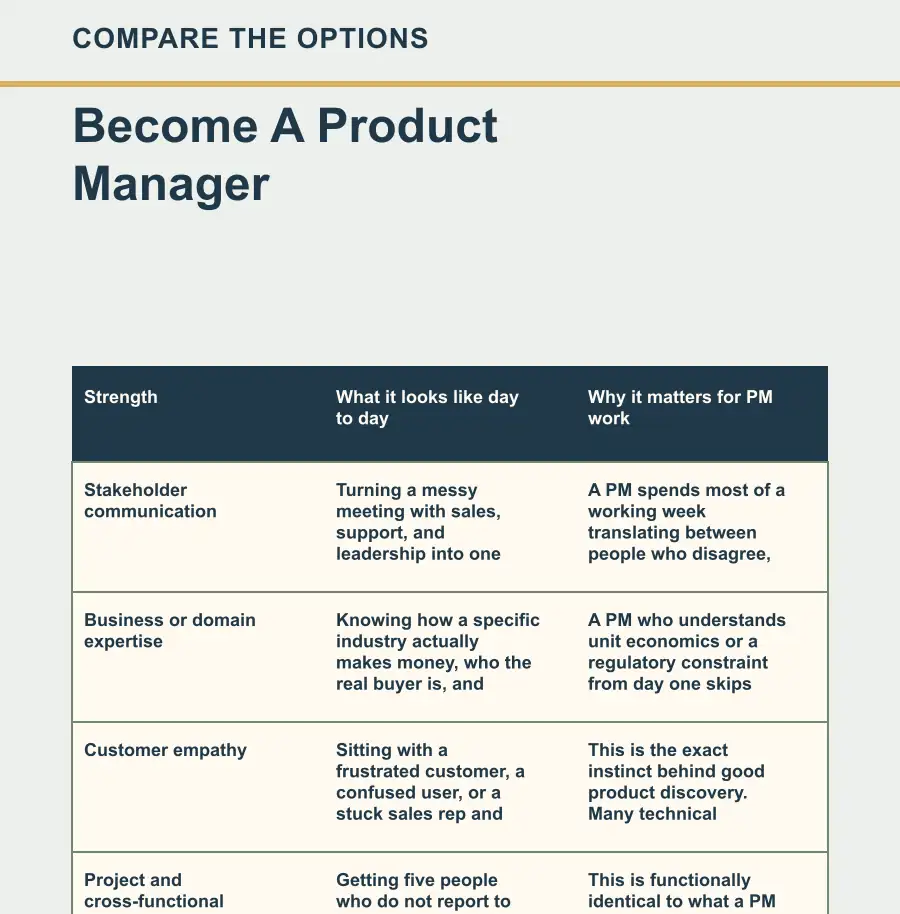 COMPARE THE OPTIONS
Become A Product
Manager
Strength
What it looks like day
to day
Why it matters for PM
work
Stakeholder
communication
Turning a messy
meeting with sales,
support, and
leadership into one
A PM spends most of a
working week
translating between
people who disagree,
Business or domain
expertise
Knowing how a specific
industry actually
makes money, who the
real buyer is, and
A PM who understands
unit economics or a
regulatory constraint
from day one skips
Customer empathy
Sitting with a
frustrated customer, a
confused user, or a
stuck sales rep and
This is the exact
instinct behind good
product discovery.
Many technical
Project and
cross-functional
Getting five people
who do not report to
This is functionally
identical to what a PM